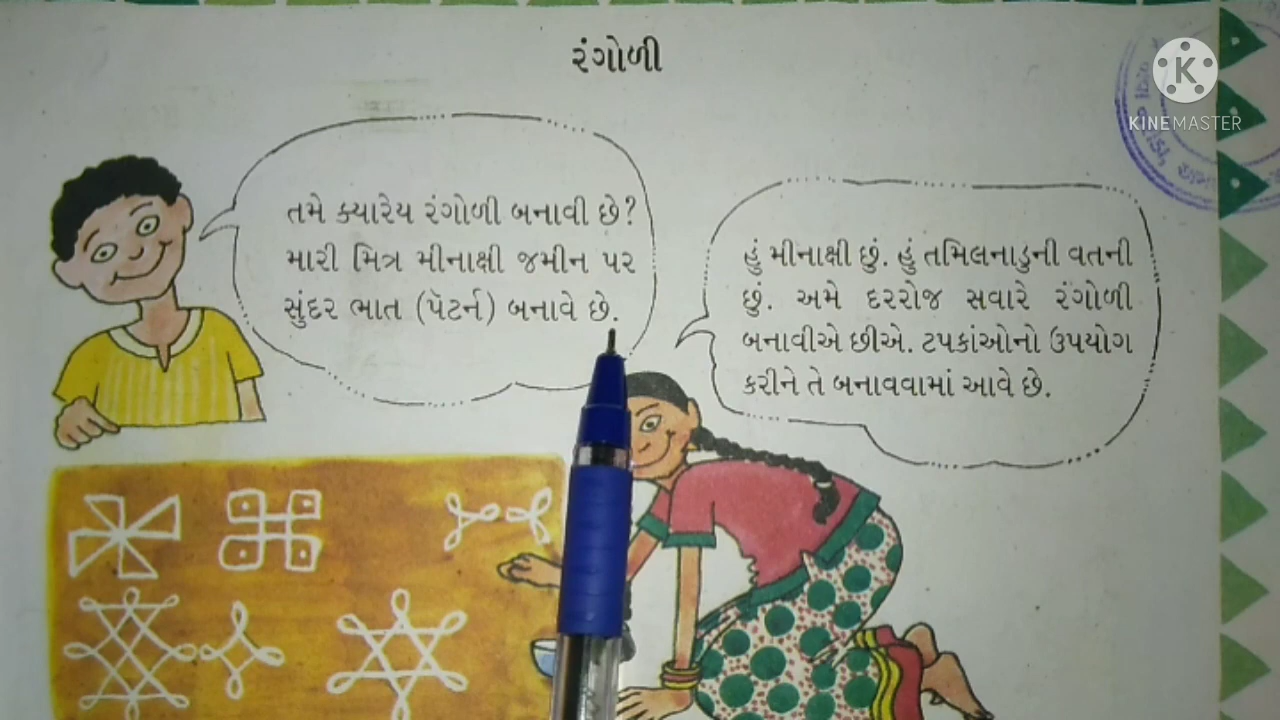 રંગોળી
તમે ક્યારેય રંગોળી બનાવી છે?
મારી મિત્ર મીનાક્ષી જમીન પર
સુંદર ભાત (પૅટર્ન) બનાવે છે.
હું મીનાક્ષી છું. હું તમિલનાડુની વતની
છું. અમે દરરોજ સવારે રંગોળી
બનાવીએ છીએ. ટપકાંઓનો ઉપયોગ
કરીને તે બનાવવામાં આવે છે.
K
KINEMASTER